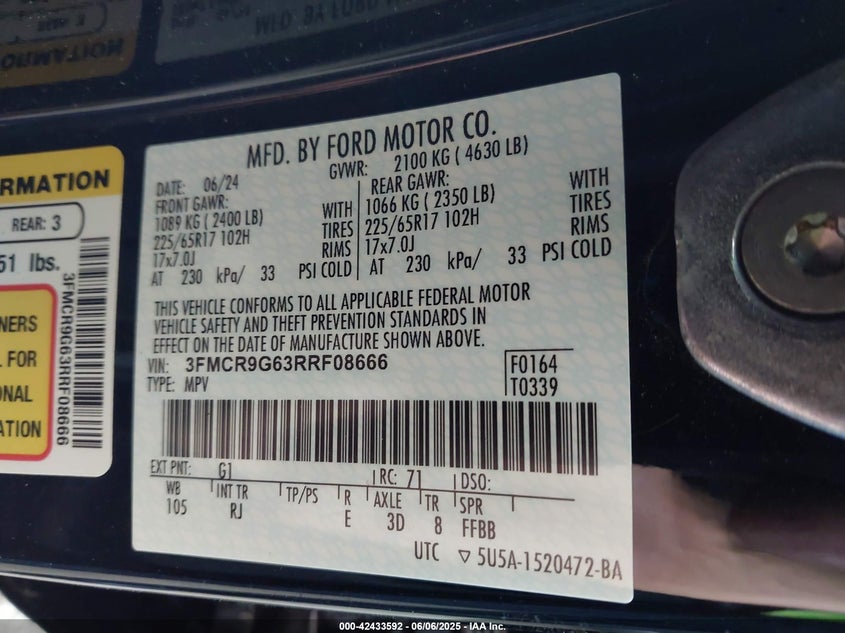 MFD. BY FORD MOTOR CO.
DATE: 06/24
GVWR: 2100 KG ( 4630 LB)
FRONT GAWR:
1089 KG ( 2400 LB)
225/65R17 102H
17x7.0J
WITH
TIRES
RIMS
AT 230 kPa/ 33 PSI COLD
REAR GAWR:
1066 KG ( 2350 LB)
225/65R17 102H
17x7.0J
WITH
TIRES
RIMS
AT 230 kPa/ 33 PSI COLD
THIS VEHICLE CONFORMS TO ALL APPLICABLE FEDERAL MOTOR
VEHICLE SAFETY AND THEFT PREVENTION STANDARDS IN
EFFECT ON THE DATE OF MANUFACTURE SHOWN ABOVE.
VIN: 3FMCR9G63RRF08666
TYPE: MPV
F0164
T0339
EXT PNT: G1 RC: 71 DSO:
WB INT TR TP/PS R AXLE TR SPR
105 RJ E 3D 8 FFBB
UTC ▽ 5U5A-1520472-BA
RMATION
REAR: 3
51 lbs.
3FMCR9G63RRF08666
NERS
L FOR
ONAL
ATION
000-42433592 - 06/06/2025 - IAA Inc.